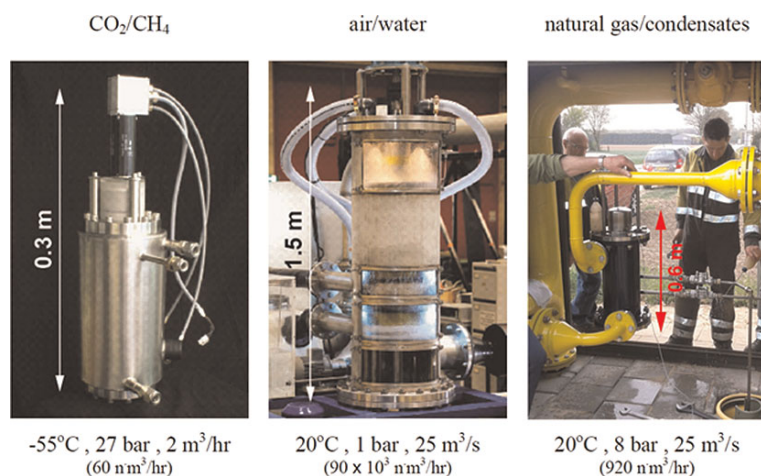 CO₂/CH₄
air/water
natural gas/condensates
0.3 m
1.5 m
0.6 m
-55°C , 27 bar , 2 m³/hr
(60 n·m³/hr)
20°C , 1 bar , 25 m³/s
(90 x 10³ n·m³/hr)
20°C , 8 bar , 25 m³/s
(920 n·m³/hr)